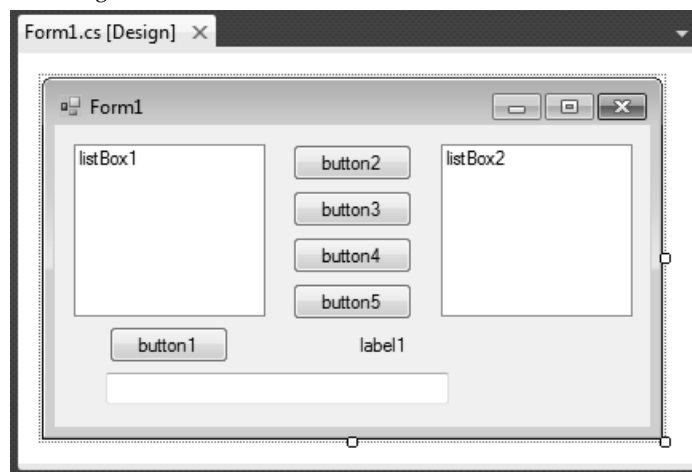 Form1.cs [Design]
Form1
listBox1
button2
listBox2
button3
button4
button5
button1
label1